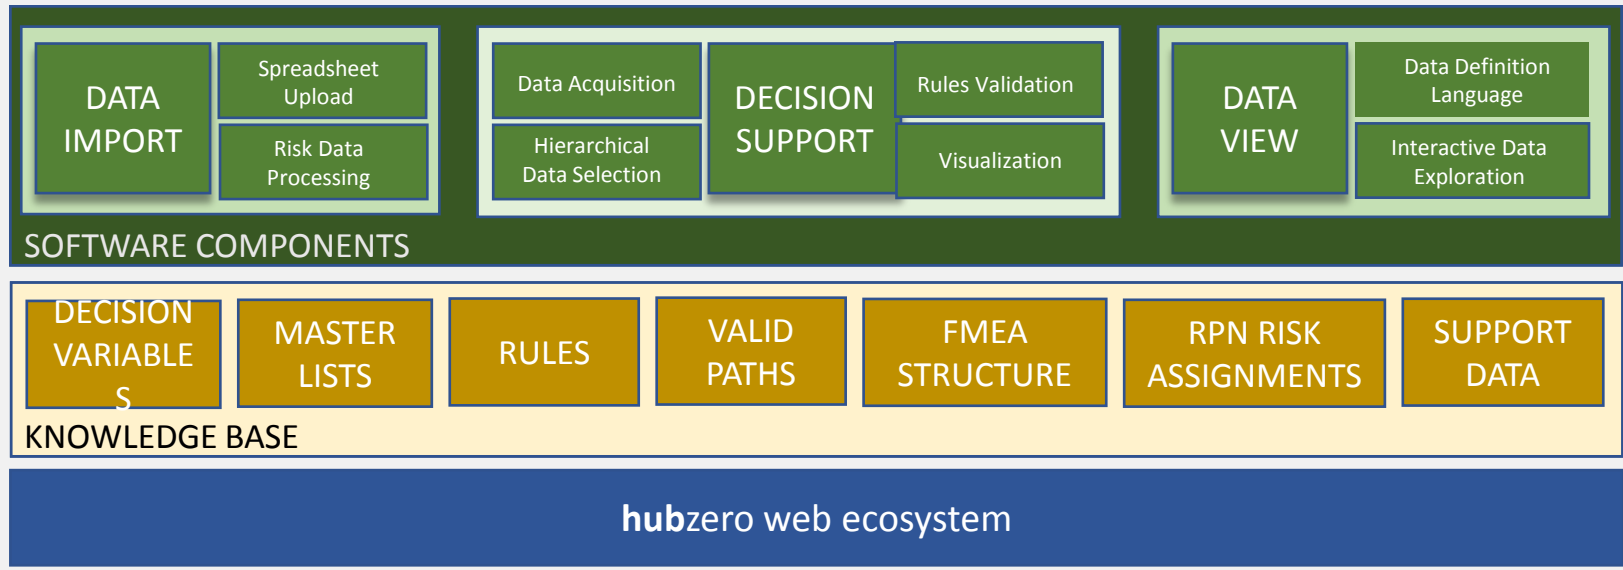 DATA
IMPORT
Spreadsheet
Upload
Risk Data
Processing
Data Acquisition
Hierarchical
Data Selection
DECISION
SUPPORT
Rules Validation
Visualization
DATA
VIEW
Data Definition
Language
Interactive Data
Exploration
SOFTWARE COMPONENTS
DECISION
VARIABLE
S
MASTER
LISTS
RULES
VALID
PATHS
FMEA
STRUCTURE
RPN RISK
ASSIGNMENTS
SUPPORT
DATA
KNOWLEDGE BASE
hubzero web ecosystem